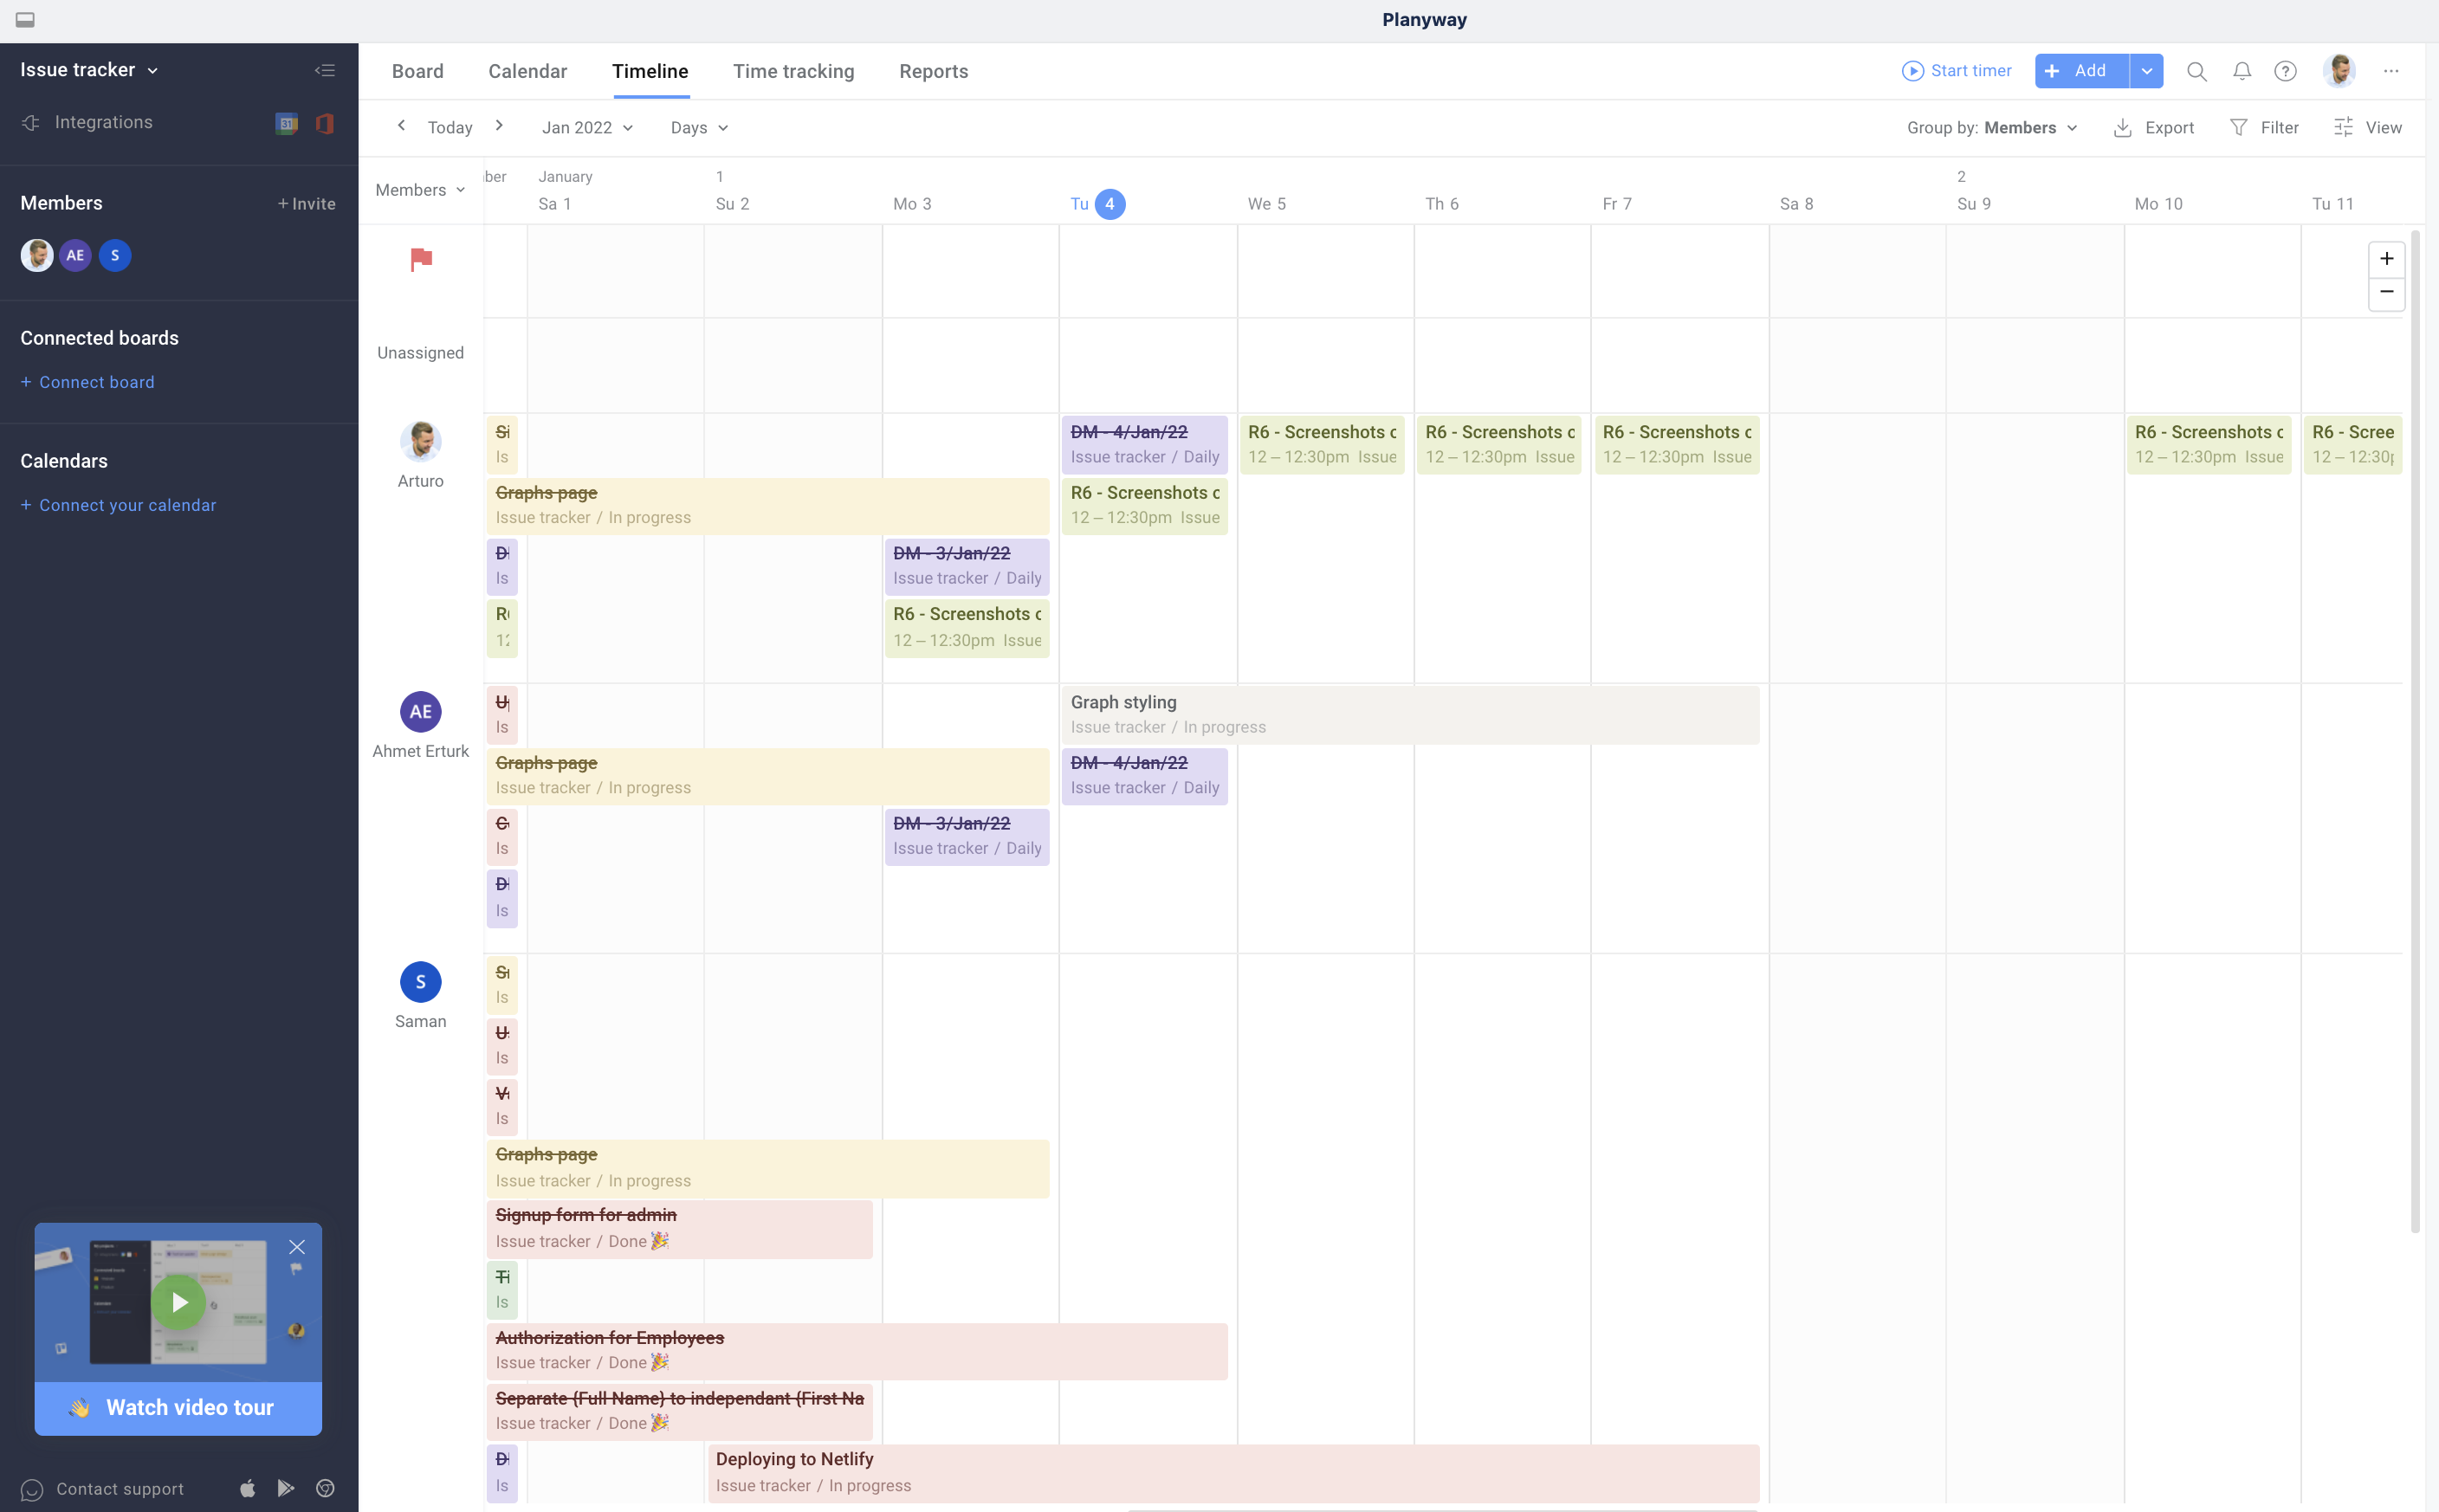 Planyway
Issue tracker
Integrations
31
Members
+ Invite
AE
S
Connected boards
+ Connect board
Calendars
+ Connect your calendar
👋 Watch video tour
Contact support
Board Calendar Timeline Time tracking Reports
Start timer
+ Add
?
Today
Jan 2022
Days
Group by: Members
Export
Filter
View
Members
ber January 1 2
Sa 1 Su 2 Mo 3 Tu 4 We 5 Th 6 Fr 7 Sa 8 Su 9 Mo 10 Tu 11
+
−
Unassigned
Arturo
Si
Is
DM - 4/Jan/22
Issue tracker / Daily
R6 - Screenshots c
12 – 12:30pm Issue
R6 - Screenshots c
12 – 12:30pm Issue
R6 - Screenshots c
12 – 12:30pm Issue
R6 - Screenshots c
12 – 12:30pm Issue
R6 - Scree
12 – 12:30p
Graphs page
Issue tracker / In progress
R6 - Screenshots c
12 – 12:30pm Issue
D
Is
DM - 3/Jan/22
Issue tracker / Daily
R
12
R6 - Screenshots c
12 – 12:30pm Issue
AE
Ahmet Erturk
U
Is
Graph styling
Issue tracker / In progress
Graphs page
Issue tracker / In progress
DM - 4/Jan/22
Issue tracker / Daily
C
Is
DM - 3/Jan/22
Issue tracker / Daily
D
Is
S
Saman
S
Is
U
Is
V
Is
Graphs page
Issue tracker / In progress
Signup form for admin
Issue tracker / Done 🎉
Ti
Is
Authorization for Employees
Issue tracker / Done 🎉
Separate {Full Name} to independant {First Na
Issue tracker / Done 🎉
D
Is
Deploying to Netlify
Issue tracker / In progress